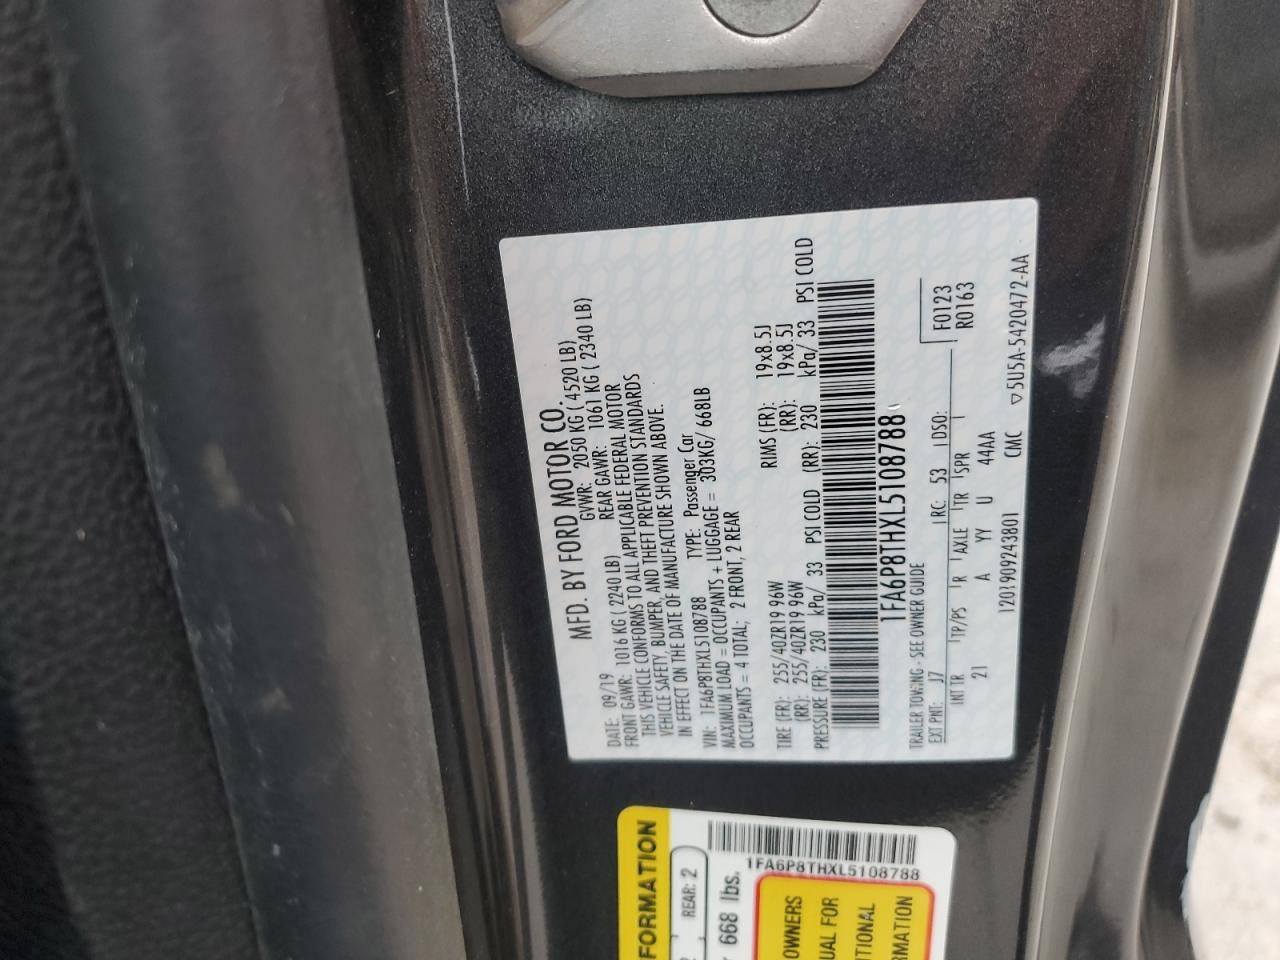 MFD. BY FORD MOTOR CO.
DATE: 09/19 GVWR: 2050 KG ( 4520 LB)
FRONT GAWR: 1016 KG ( 2240 LB) REAR GAWR: 1061 KG ( 2340 LB)
THIS VEHICLE CONFORMS TO ALL APPLICABLE FEDERAL MOTOR
VEHICLE SAFETY, BUMPER, AND THEFT PREVENTION STANDARDS
IN EFFECT ON THE DATE OF MANUFACTURE SHOWN ABOVE.
VIN: 1FA6P8THXL5108788 TYPE: Passenger Car
MAXIMUM LOAD = OCCUPANTS + LUGGAGE = 303KG/ 668LB
OCCUPANTS = 4 TOTAL; 2 FRONT, 2 REAR
TIRE (FR): 255/40ZR19 96W RIMS (FR): 19x8.5J
(RR): 255/40ZR19 96W (RR): 19x8.5J
PRESSURE (FR): 230 kPa/ 33 PSI COLD (RR): 230 kPa/ 33 PSI COLD
1FA6P8THXL5108788
TRAILER TOWING - SEE OWNER GUIDE
F0123
R0163
EXT PNT: J7 RC: 53 DSO:
INT TR TP/PS R AXLE TR SPR
2I A YY U 44AA
1201909243801 CMC ▽5U5A-5420472-AA
FORMATION
REAR: 2
668 lbs.
1FA6P8THXL5108788
OWNERS
UAL FOR
ITIONAL
RMATION